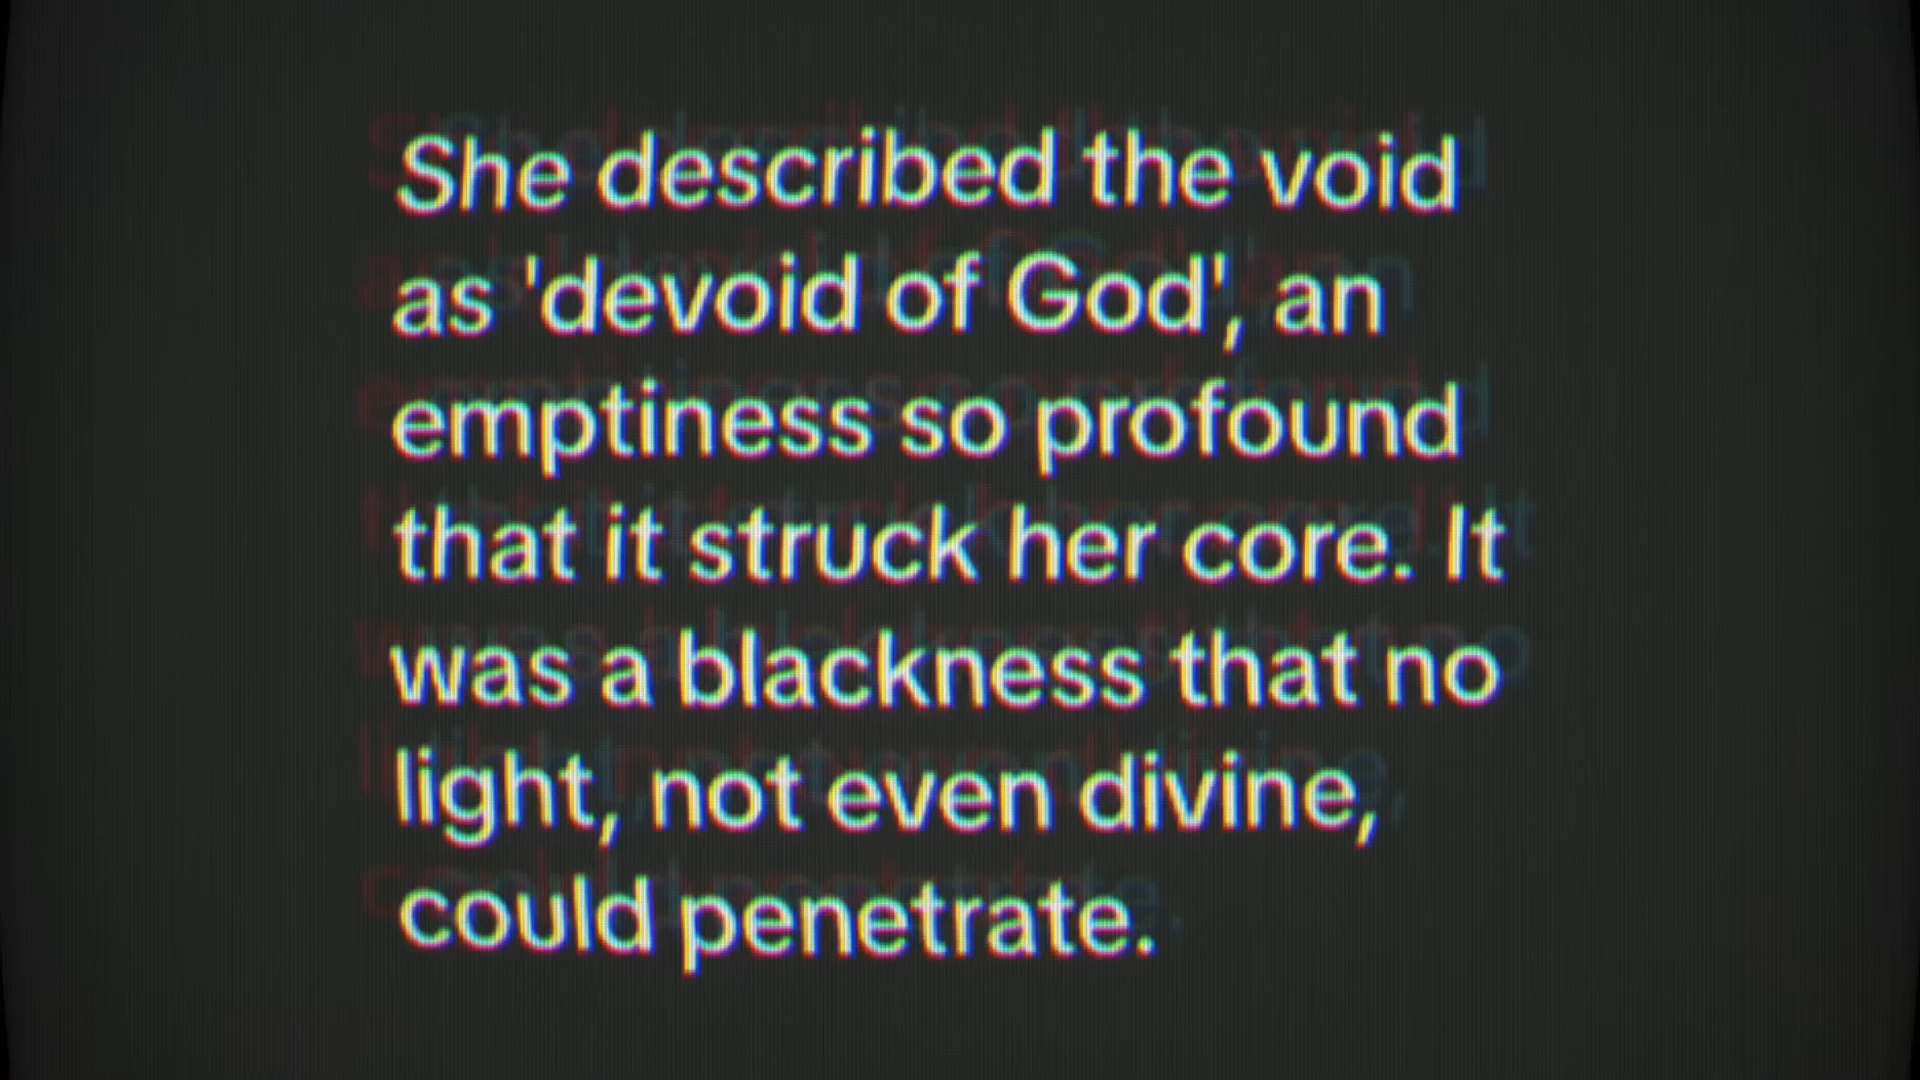 She described the void
as 'devoid of God', an
emptiness so profound
that it struck her core. It
was a blackness that no
light, not even divine,
could penetrate.